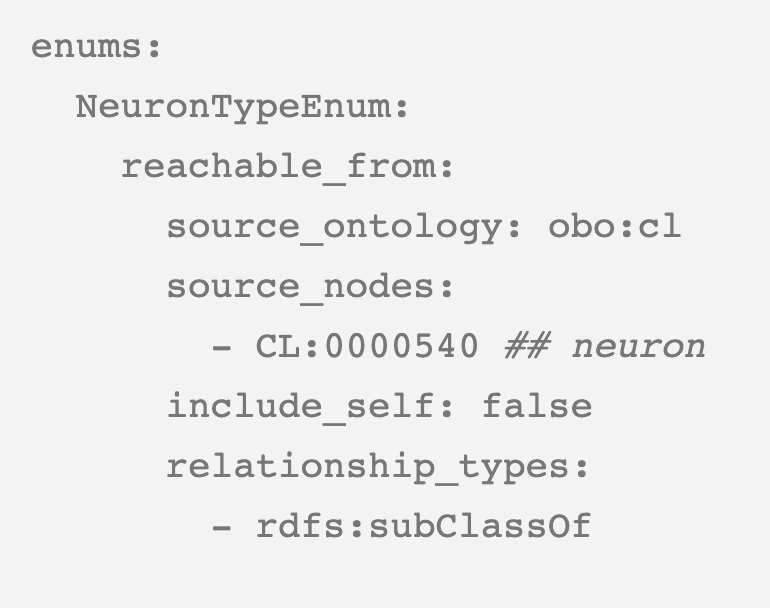 enums:
  NeuronTypeEnum:
    reachable_from:
      source_ontology: obo:cl
      source_nodes:
        - CL:0000540 ## neuron
      include_self: false
      relationship_types:
        - rdfs:subClassOf